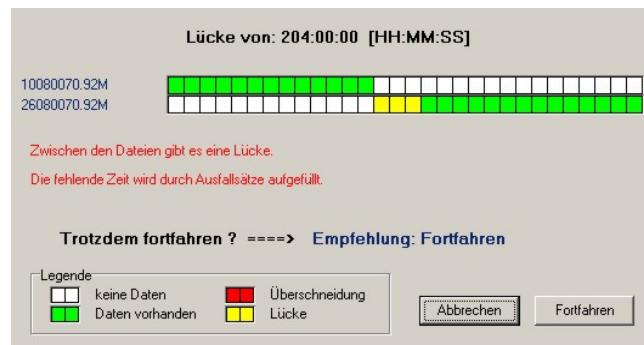 Lücke von: 204:00:00 [HH:MM:SS]
10080070.92M
26080070.92M
Zwischen den Dateien gibt es eine Lücke.
Die fehlende Zeit wird durch Ausfallsätze aufgefüllt.
Trotzdem fortfahren ? ====> Empfehlung: Fortfahren
Legende
keine Daten Überschneidung
Daten vorhanden Lücke
Abbrechen Fortfahren